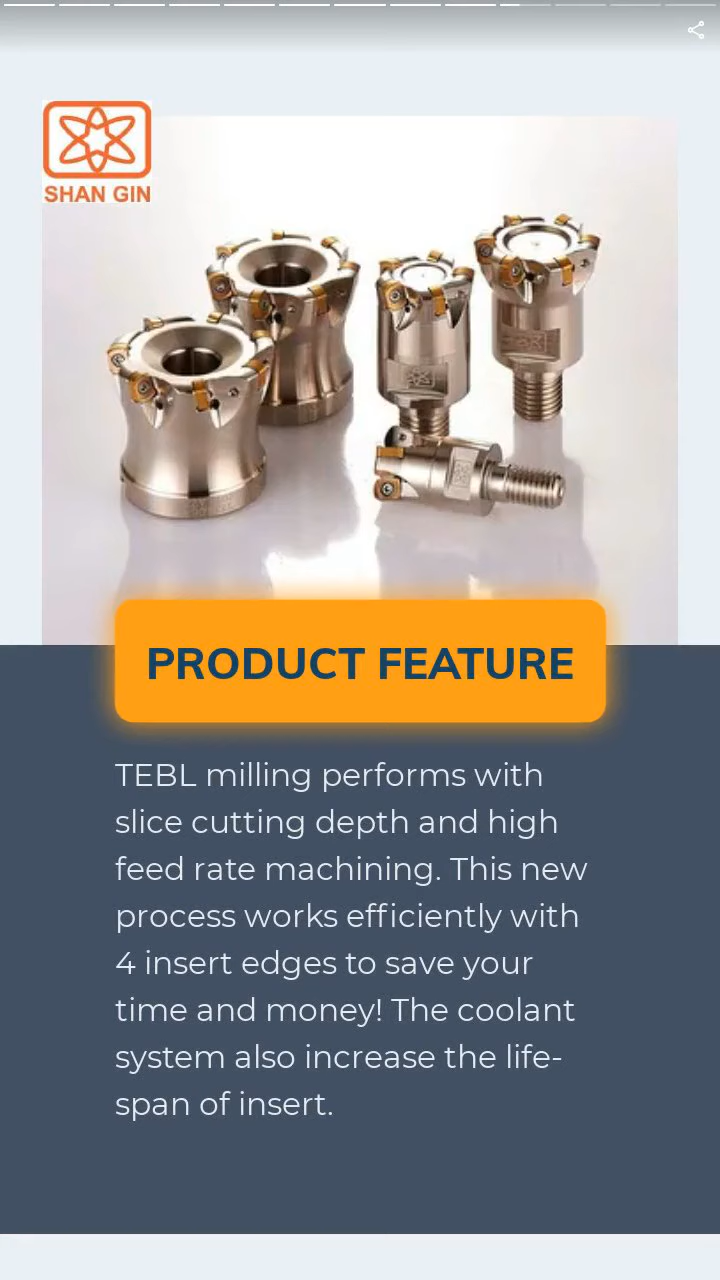 SHAN GIN
PRODUCT FEATURE
TEBL milling performs with
slice cutting depth and high
feed rate machining. This new
process works efficiently with
4 insert edges to save your
time and money! The coolant
system also increase the life-
span of insert.